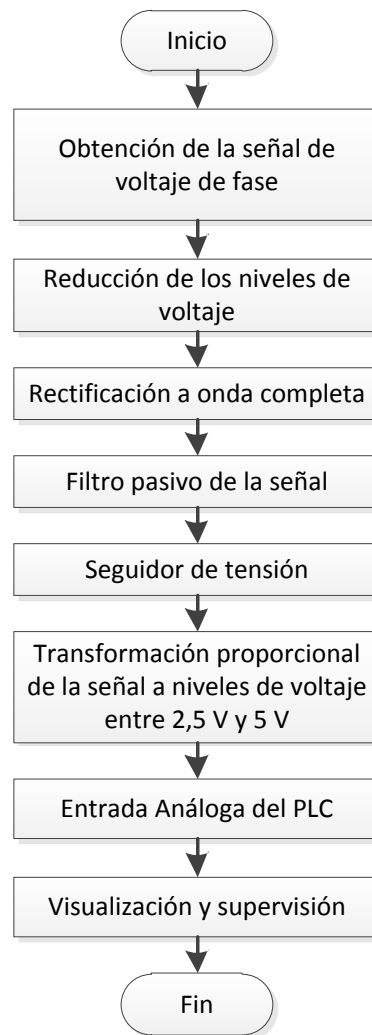 Inicio
Obtención de la señal de
voltaje de fase
Reducción de los niveles de
voltaje
Rectificación a onda completa
Filtro pasivo de la señal
Seguidor de tensión
Transformación proporcional
de la señal a niveles de voltaje
entre 2,5 V y 5 V
Entrada Análoga del PLC
Visualización y supervisión
Fin